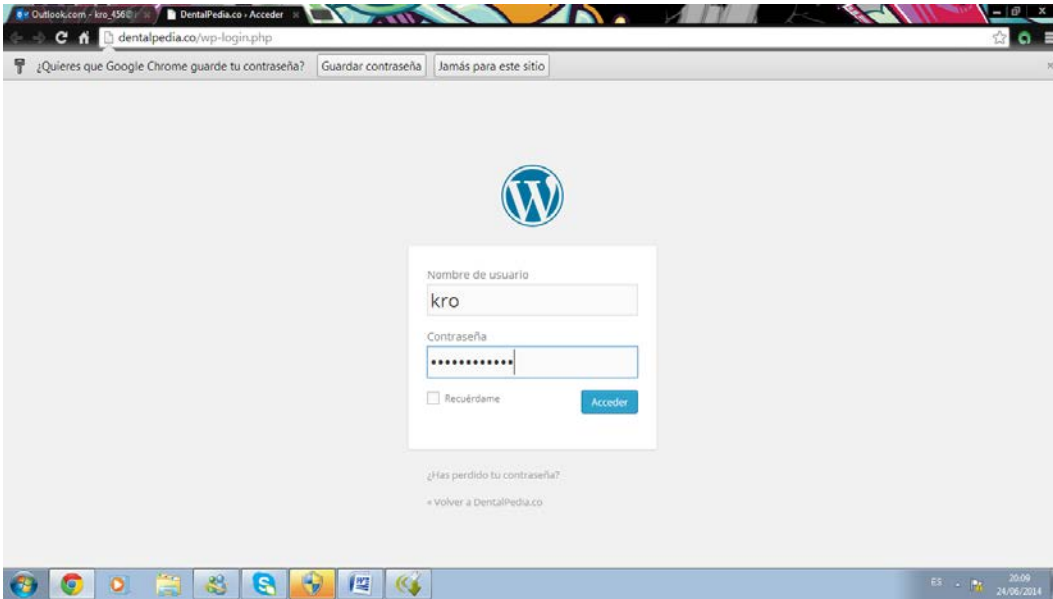 Outlook.com - kro_456@
DentalPedia.co › Acceder
dentalpedia.co/wp-login.php
¿Quieres que Google Chrome guarde tu contraseña? Guardar contraseña Jamás para este sitio
Nombre de usuario
kro
Contraseña
••••••••••••
Recuérdame
Acceder
¿Has perdido tu contraseña?
« Volver a DentalPedia.co
ES
20:09
24/06/2014